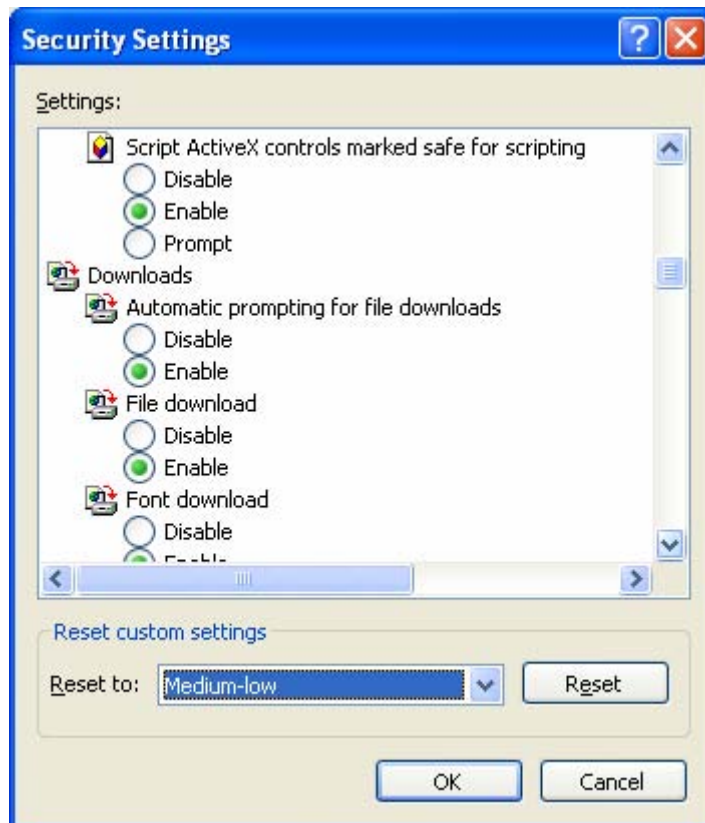 Security Settings
Settings:
Script ActiveX controls marked safe for scripting
Disable
Enable
Prompt
Downloads
Automatic prompting for file downloads
Disable
Enable
File download
Disable
Enable
Font download
Disable
Enable
Reset custom settings
Reset to: Medium-low Reset
OK Cancel